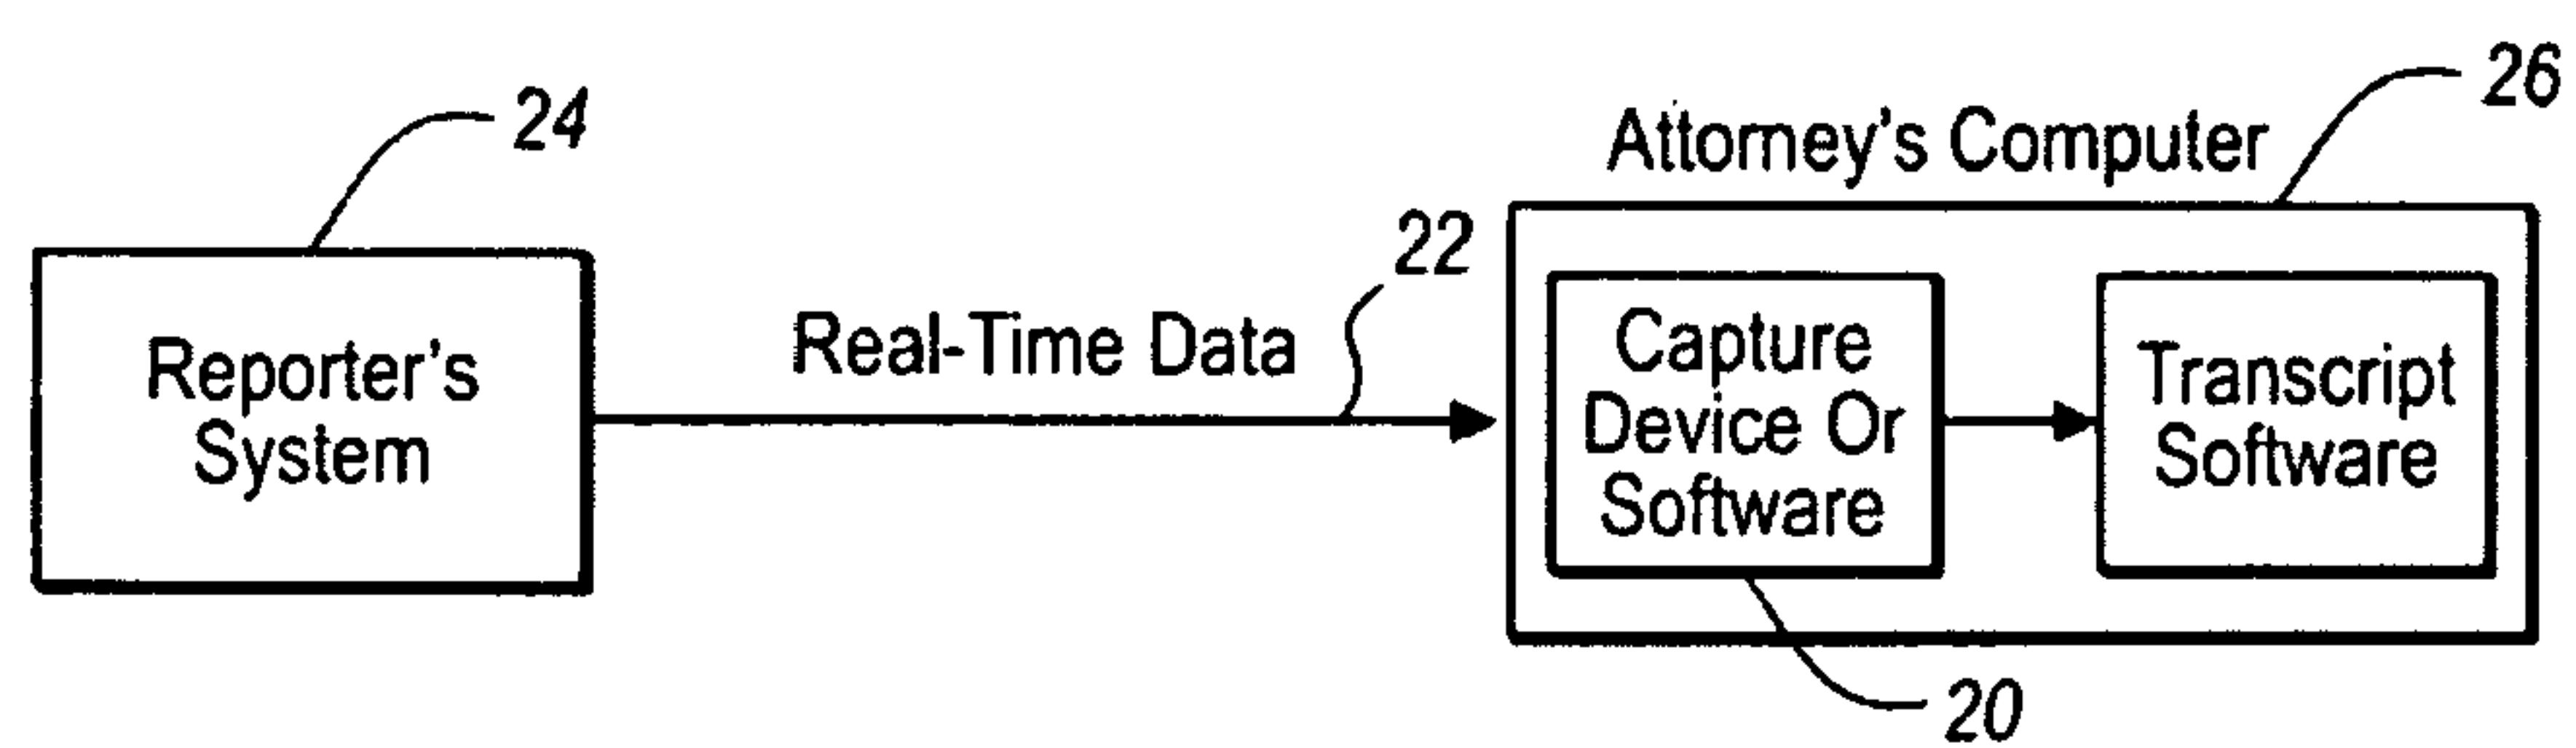 24
26
Attorney's Computer
22
Reporter's
System
Real-Time Data
Capture
Device Or
Software
Transcript
Software
20